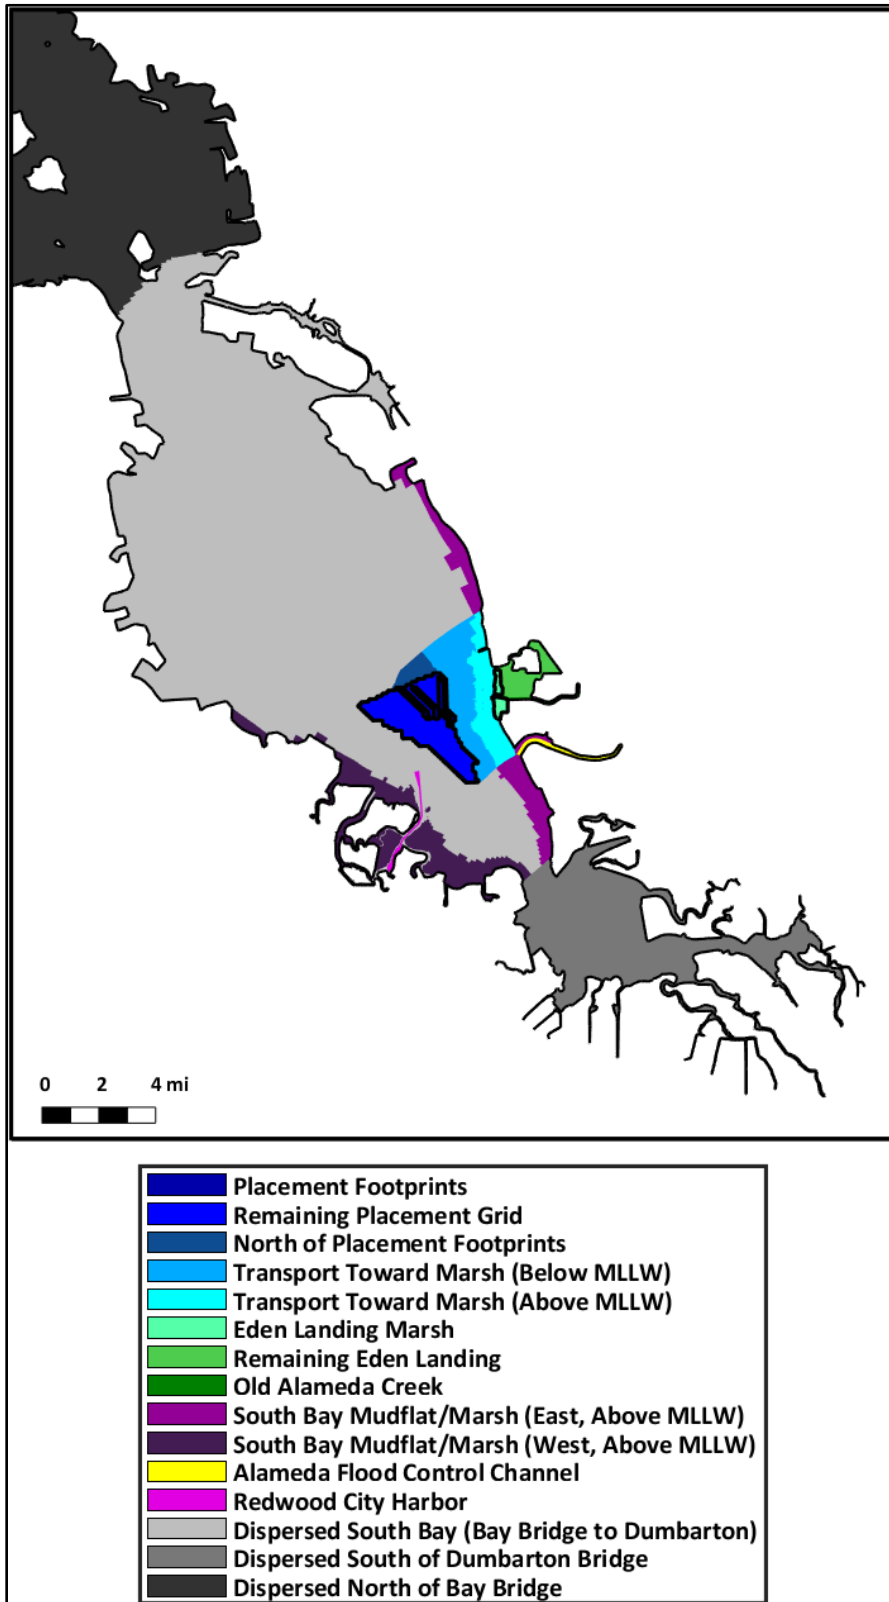 0 2 4 mi
Placement Footprints
Remaining Placement Grid
North of Placement Footprints
Transport Toward Marsh (Below MLLW)
Transport Toward Marsh (Above MLLW)
Eden Landing Marsh
Remaining Eden Landing
Old Alameda Creek
South Bay Mudflat/Marsh (East, Above MLLW)
South Bay Mudflat/Marsh (West, Above MLLW)
Alameda Flood Control Channel
Redwood City Harbor
Dispersed South Bay (Bay Bridge to Dumbarton)
Dispersed South of Dumbarton Bridge
Dispersed North of Bay Bridge